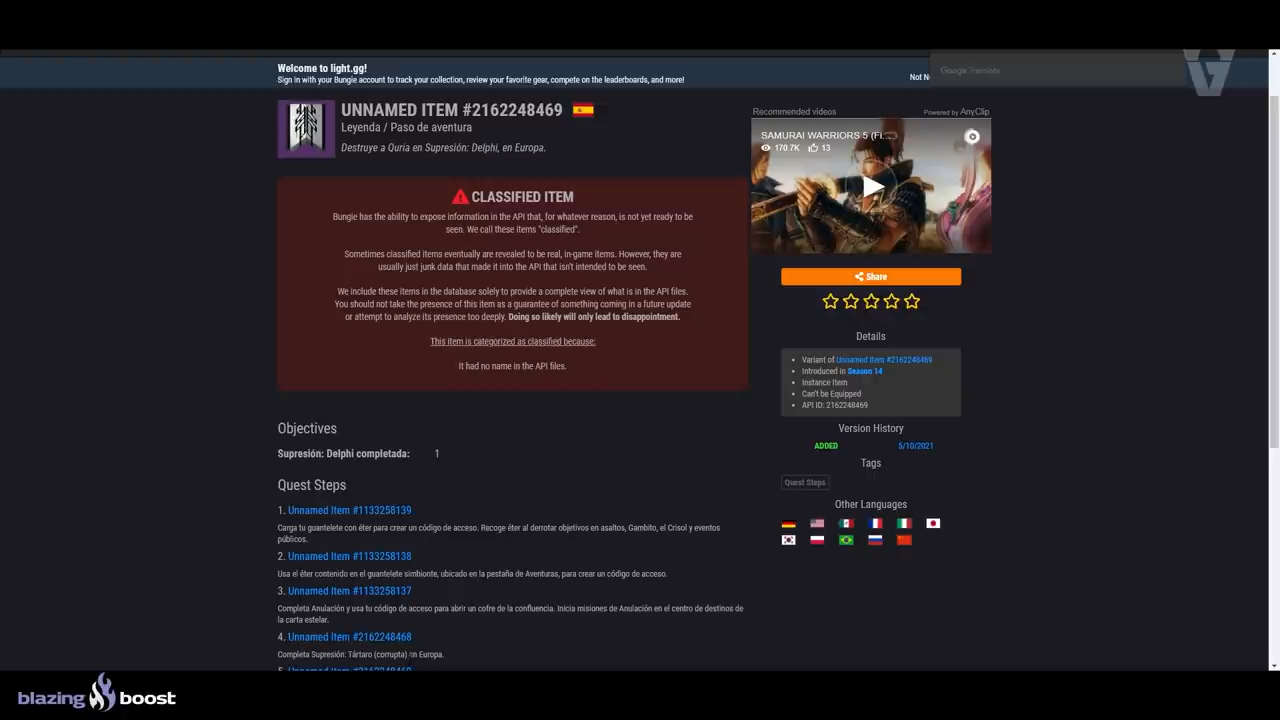 Welcome to light.gg!
Sign in with your Bungie account to track your collection, review your favorite gear, compete on the leaderboards, and more!
Not N
Google Translate
UNNAMED ITEM #2162248469
Leyenda / Paso de aventura
Destruye a Quria en Supresión: Delphi, en Europa.
CLASSIFIED ITEM
Bungie has the ability to expose information in the API that, for whatever reason, is not yet ready to be
seen. We call these items "classified".
Sometimes classified items eventually are revealed to be real, in-game items. However, they are
usually just junk data that made it into the API that isn't intended to be seen.
We include these items in the database solely to provide a complete view of what is in the API files.
You should not take the presence of this item as a guarantee of something coming in a future update
or attempt to analyze its presence too deeply. Doing so likely will only lead to disappointment.
This item is categorized as classified because:
It had no name in the API files.
Objectives
Supresión: Delphi completada: 1
Quest Steps
1. Unnamed Item #1133258139
Carga tu guantelete con éter para crear un código de acceso. Recoge éter al derrotar objetivos en asaltos, Gambito, el Crisol y eventos
públicos.
2. Unnamed Item #1133258138
Usa el éter contenido en el guantelete simbionte, ubicado en la pestaña de Aventuras, para crear un código de acceso.
3. Unnamed Item #1133258137
Completa Anulación y usa tu código de acceso para abrir un cofre de la confluencia. Inicia misiones de Anulación en el centro de destinos de
la carta estelar.
4. Unnamed Item #2162248468
Completa Supresión: Tártaro (corrupta) en Europa.
5. Unnamed Item #2162248469
Recommended videos
Powered by AnyClip
SAMURAI WARRIORS 5 (Fi...
170.7K 13
Share
Details
Variant of Unnamed Item #2162248469
Introduced in Season 14
Instance Item
Can't be Equipped
API ID: 2162248469
Version History
ADDED 5/10/2021
Tags
Quest Steps
Other Languages
blazing boost